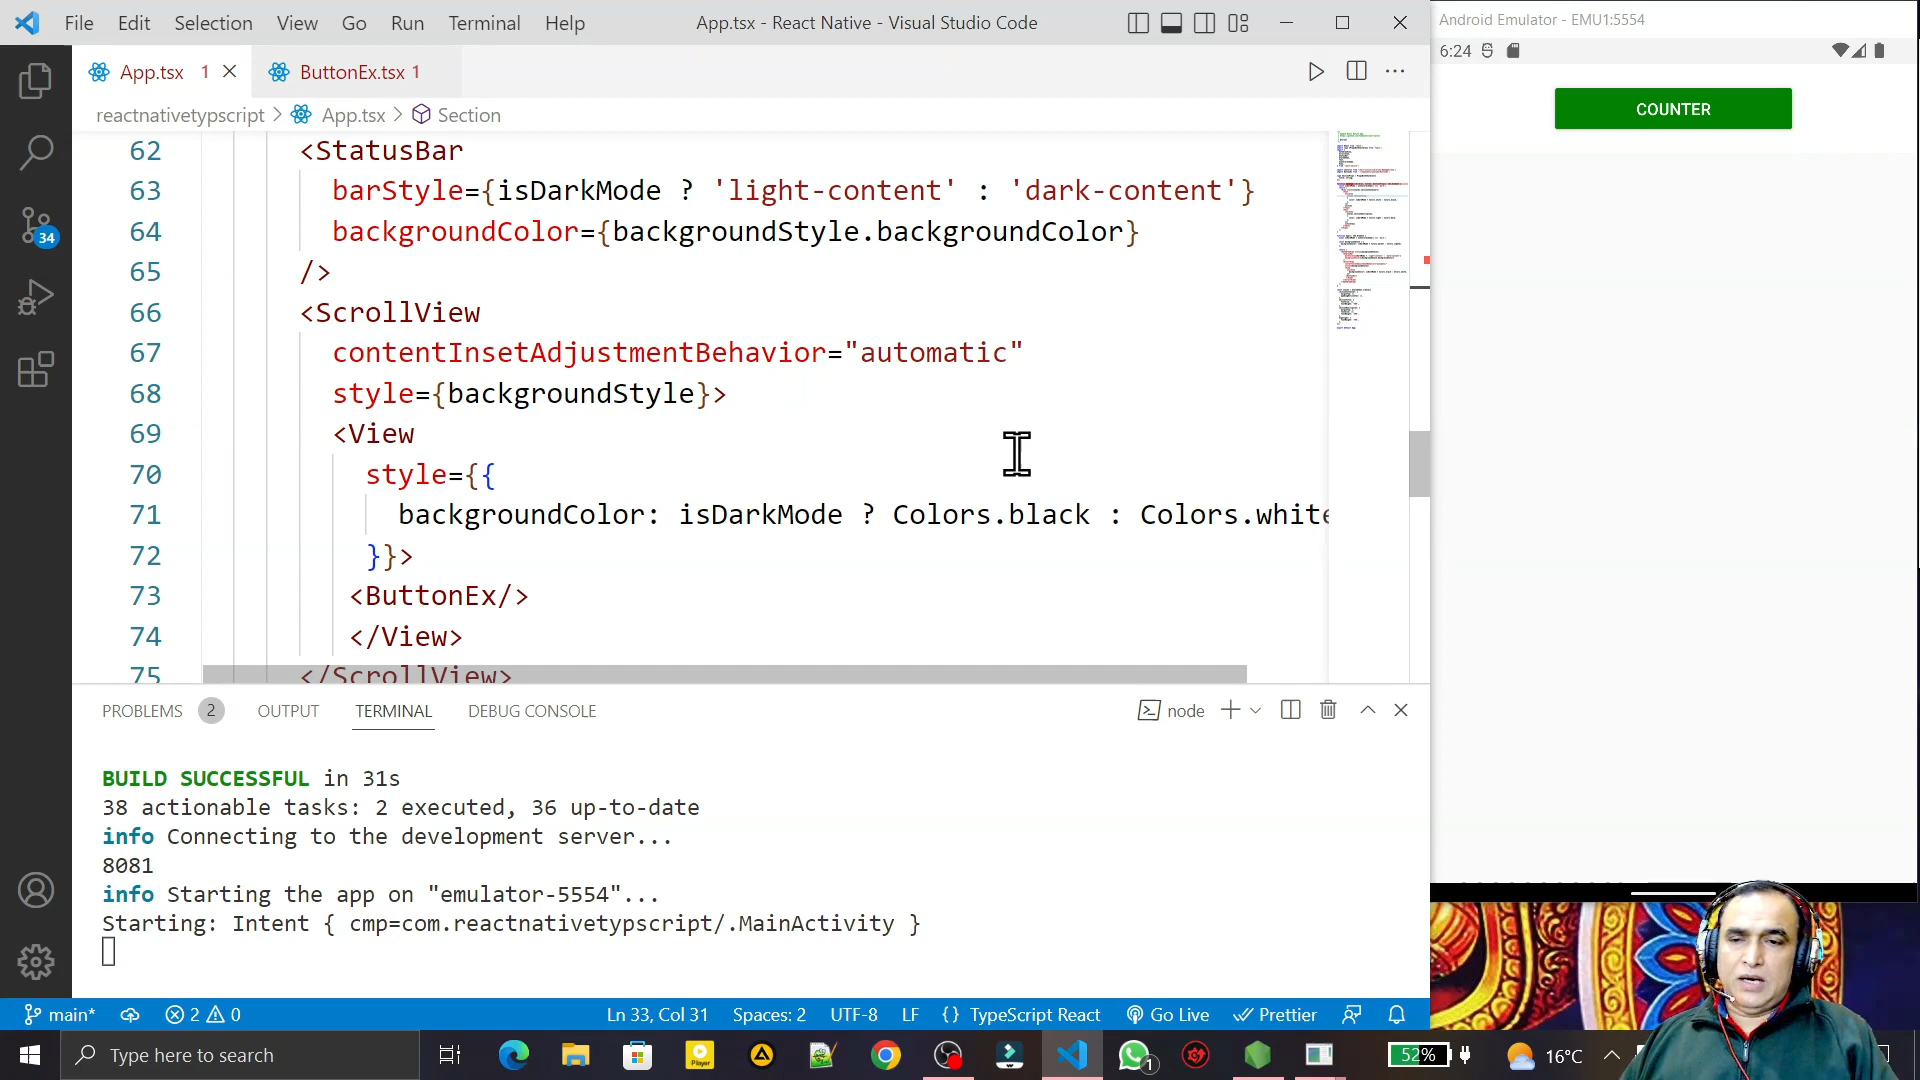 File Edit Selection View Go Run Terminal Help App.tsx - React Native - Visual Studio Code
Android Emulator - EMU1:5554
App.tsx 1 ButtonEx.tsx 1
6:24
reactnativetypscript > App.tsx > Section
COUNTER
62 <StatusBar
63 barStyle={isDarkMode ? 'light-content' : 'dark-content'}
64 backgroundColor={backgroundStyle.backgroundColor}
65 />
66 <ScrollView
67 contentInsetAdjustmentBehavior="automatic"
68 style={backgroundStyle}>
69 <View
70 style={{
71 backgroundColor: isDarkMode ? Colors.black : Colors.white
72 }}>
73 <ButtonEx/>
74 </View>
75 </ScrollView>
34
PROBLEMS 2 OUTPUT TERMINAL DEBUG CONSOLE node
BUILD SUCCESSFUL in 31s
38 actionable tasks: 2 executed, 36 up-to-date
info Connecting to the development server...
8081
info Starting the app on "emulator-5554"...
Starting: Intent { cmp=com.reactnativetypscript/.MainActivity }
main* 2 0 Ln 33, Col 31 Spaces: 2 UTF-8 LF {} TypeScript React Go Live Prettier
Type here to search Player 1 52% 16°C